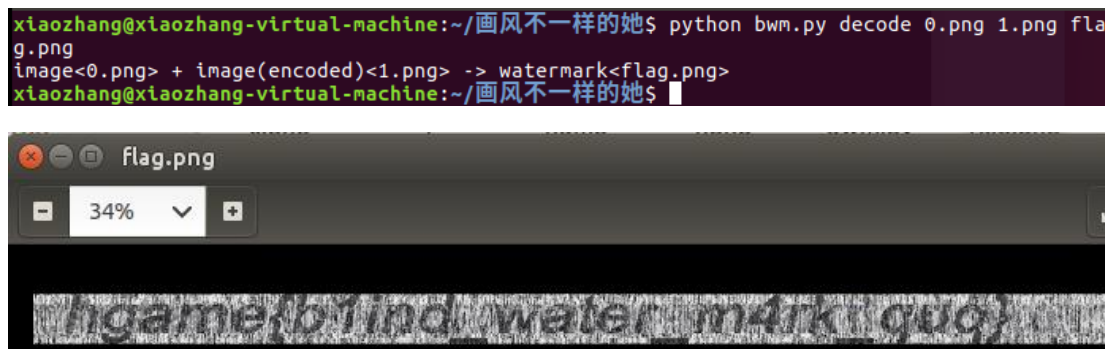 xiaozhang@xiaozhang-virtual-machine:~/画风不一样的她$ python bwm.py decode 0.png 1.png fla
g.png
image<0.png> + image(encoded)<1.png> -> watermark<flag.png>
xiaozhang@xiaozhang-virtual-machine:~/画风不一样的她$
flag.png
34%
hgame{b1ind_water_m4rk_quq}